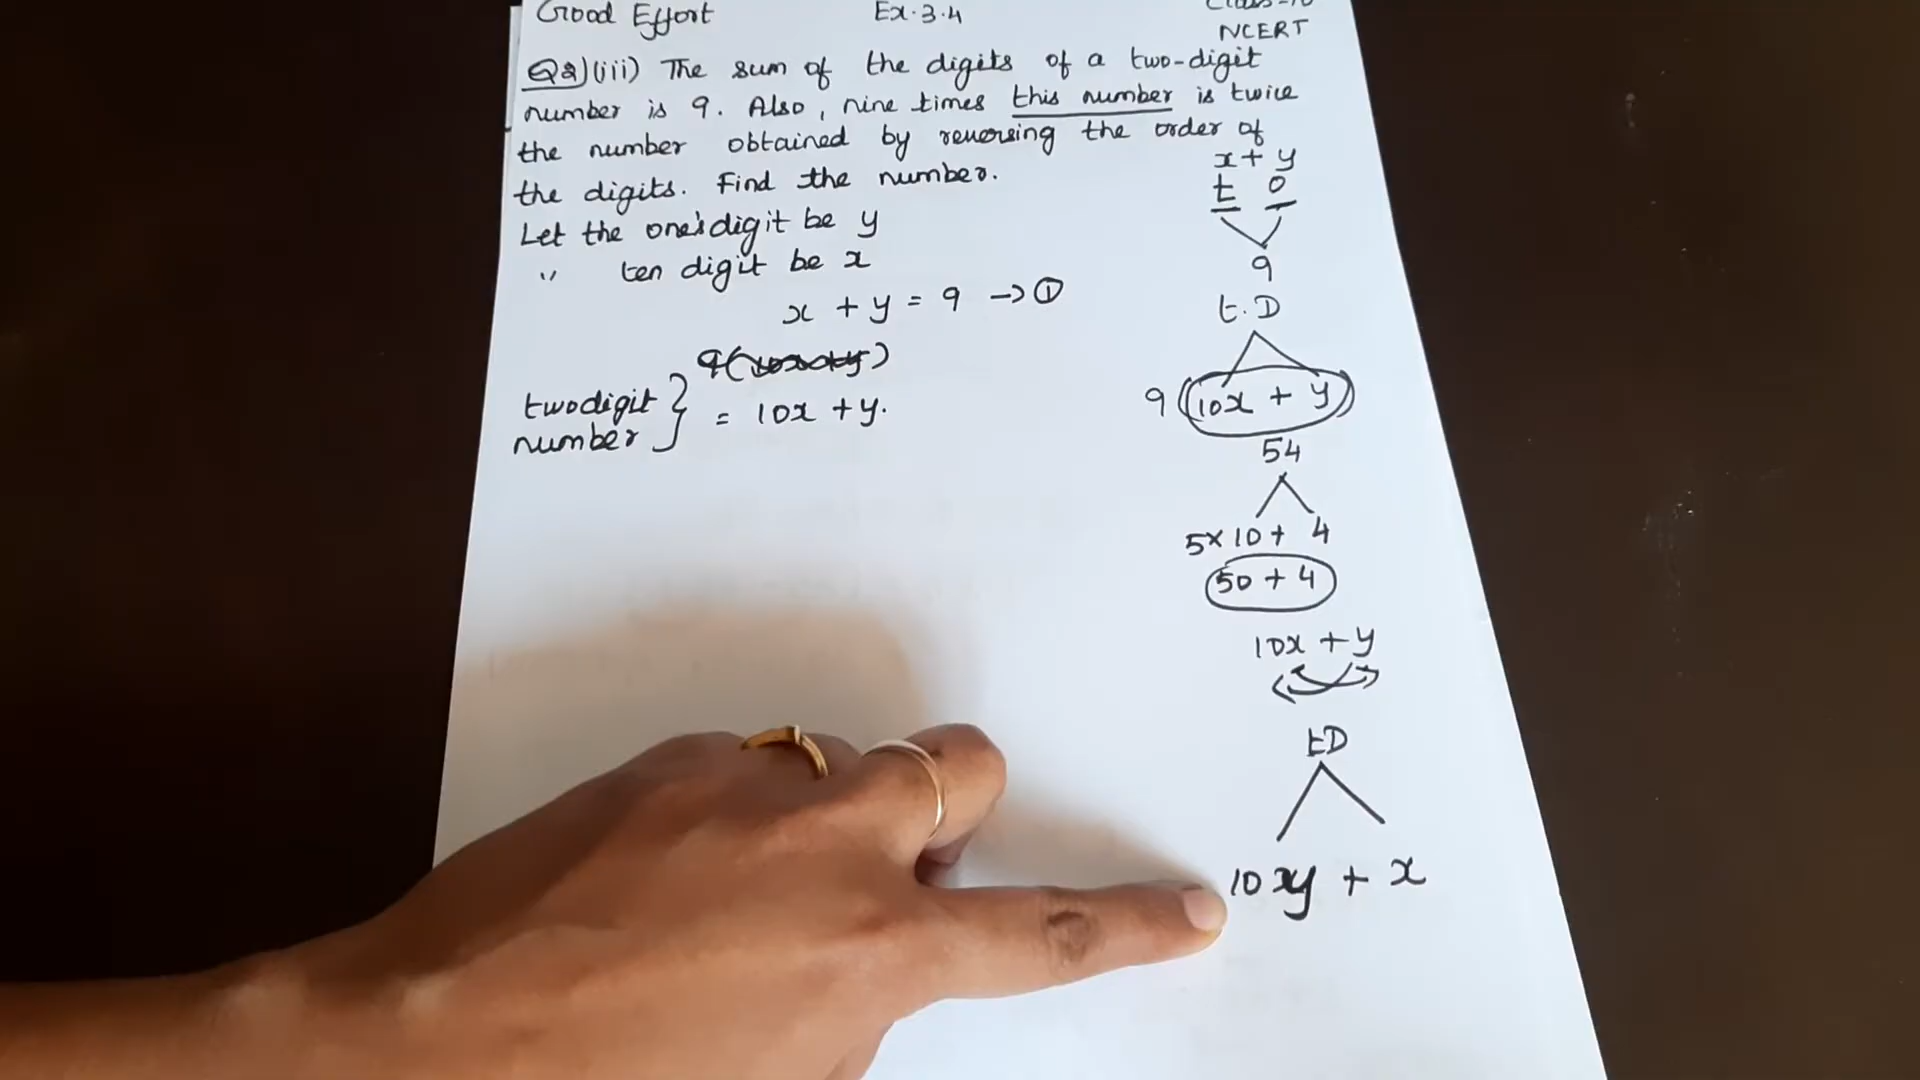 Good Effort Ex.3.4
NCERT
Q2)(iii) The sum of the digits of a two-digit
number is 9. Also, nine times this number is twice
the number obtained by reversing the order of
the digits. Find the number.
Let the one's digit be y
" ten digit be x
x + y = 9 → ①
9(10x+y)
two digit number } = 10x + y.
x + y
t o
9
t.D
9(10x + y)
54
5×10 + 4
50 + 4
10x + y
tD
10y + x